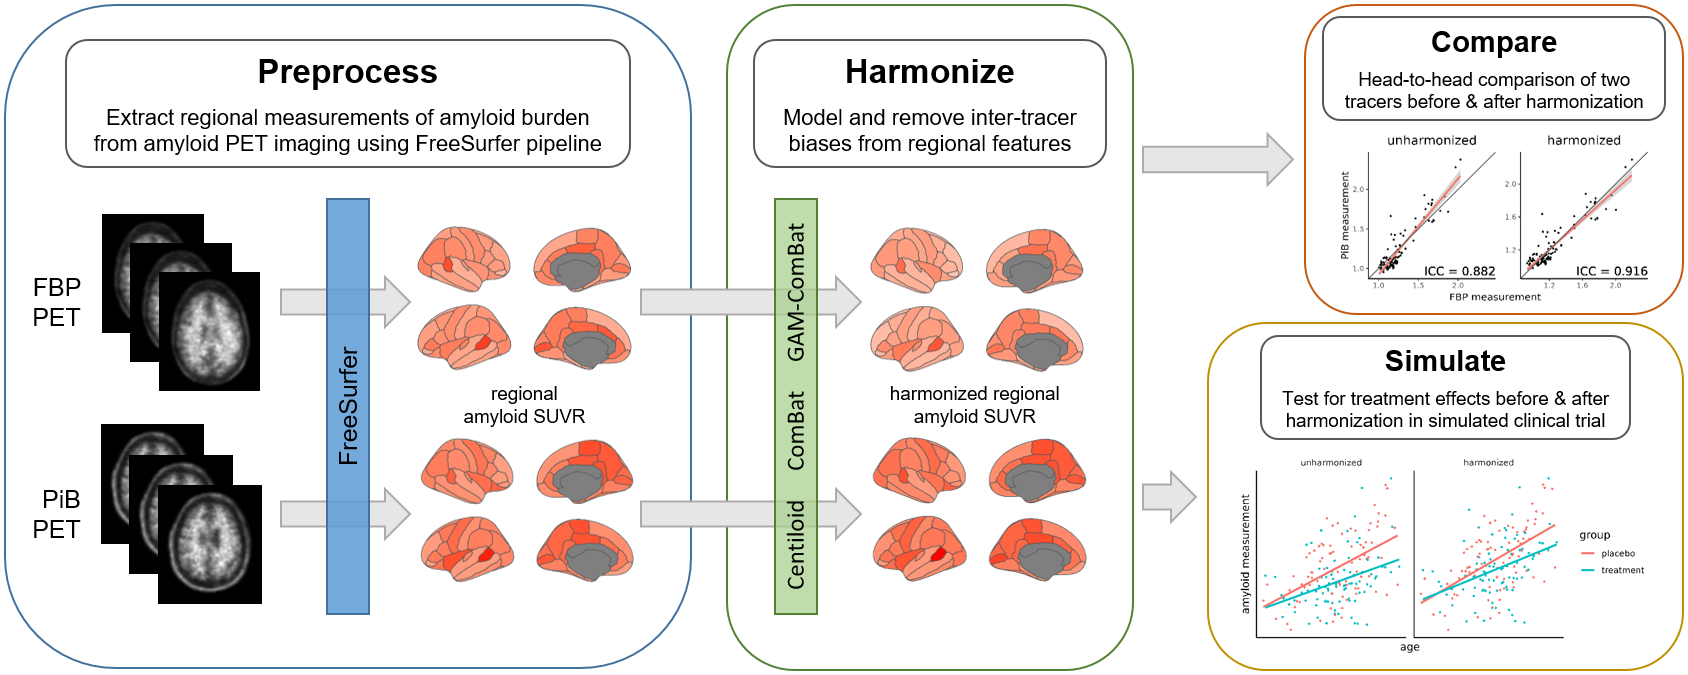 Preprocess
Extract regional measurements of amyloid burden
from amyloid PET imaging using FreeSurfer pipeline
FBP
PET
PiB
PET
FreeSurfer
regional
amyloid SUVR
Harmonize
Model and remove inter-tracer
biases from regional features
GAM-ComBat
ComBat
Centiloid
harmonized regional
amyloid SUVR
Compare
Head-to-head comparison of two
tracers before & after harmonization
unharmonized
harmonized
PiB measurement
2.0
1.5
1.0
ICC = 0.882
1.0
1.5
2.0
2.0
1.6
1.2
ICC = 0.916
1.2
1.6
2.0
FBP measurement
Simulate
Test for treatment effects before & after
harmonization in simulated clinical trial
unharmonized
harmonized
amyloid measurement
age
group
placebo
treatment